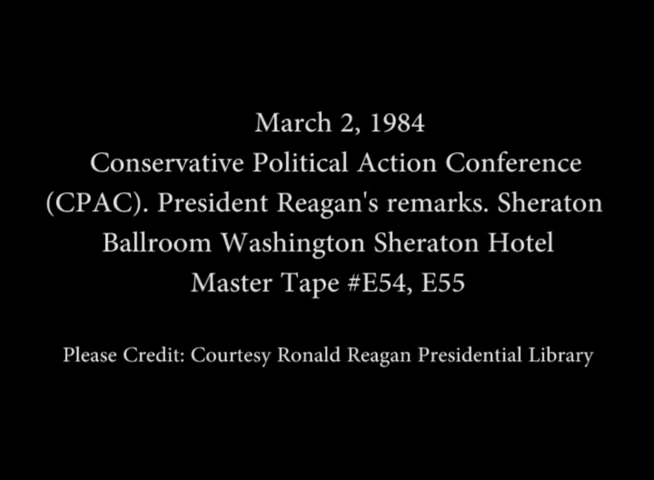 March 2, 1984
Conservative Political Action Conference
(CPAC). President Reagan's remarks. Sheraton
Ballroom Washington Sheraton Hotel
Master Tape #E54, E55
Please Credit: Courtesy Ronald Reagan Presidential Library